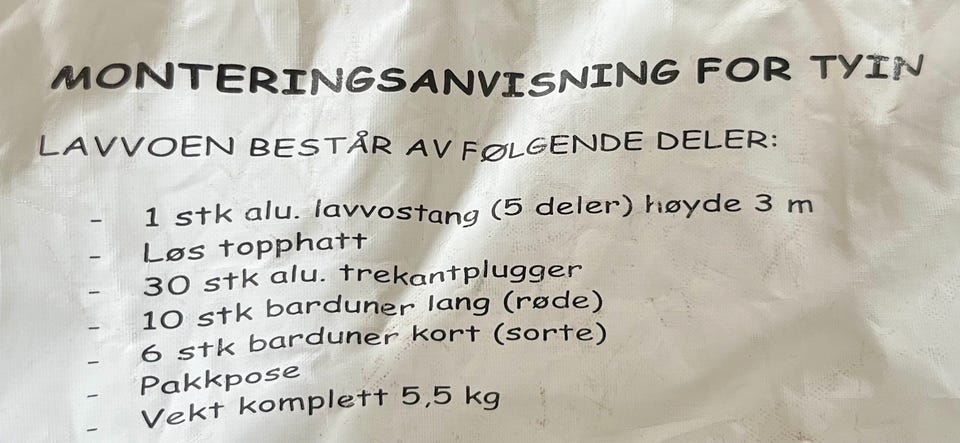 MONTERINGSANVISNING FOR TYIN
LAVVOEN BESTÅR AV FØLGENDE DELER:
- 1 stk alu. lavvostang (5 deler) høyde 3 m
- Løs topphatt
- 30 stk alu. trekantplugger
- 10 stk barduner lang (røde)
- 6 stk barduner kort (sorte)
- Pakkpose
- Vekt komplett 5,5 kg